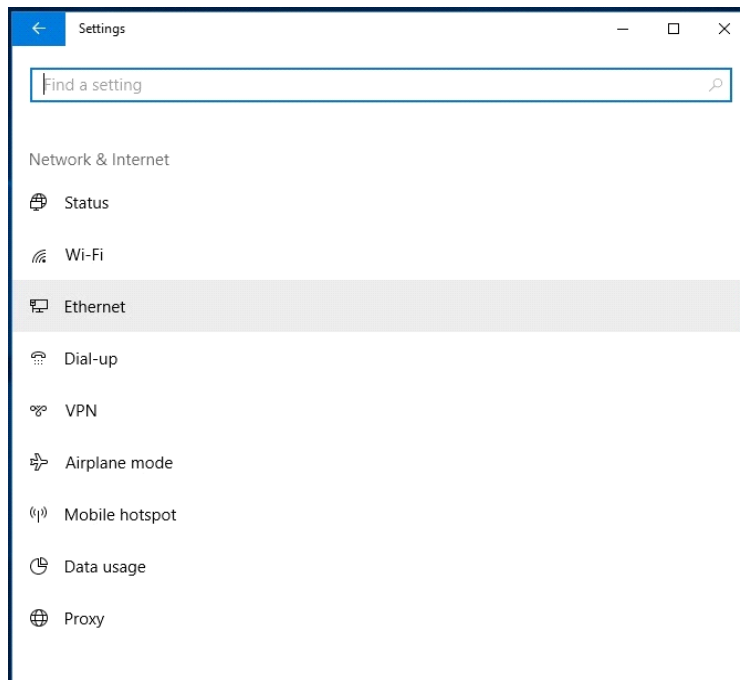 Settings
Find a setting
Network & Internet
Status
Wi-Fi
Ethernet
Dial-up
VPN
Airplane mode
Mobile hotspot
Data usage
Proxy